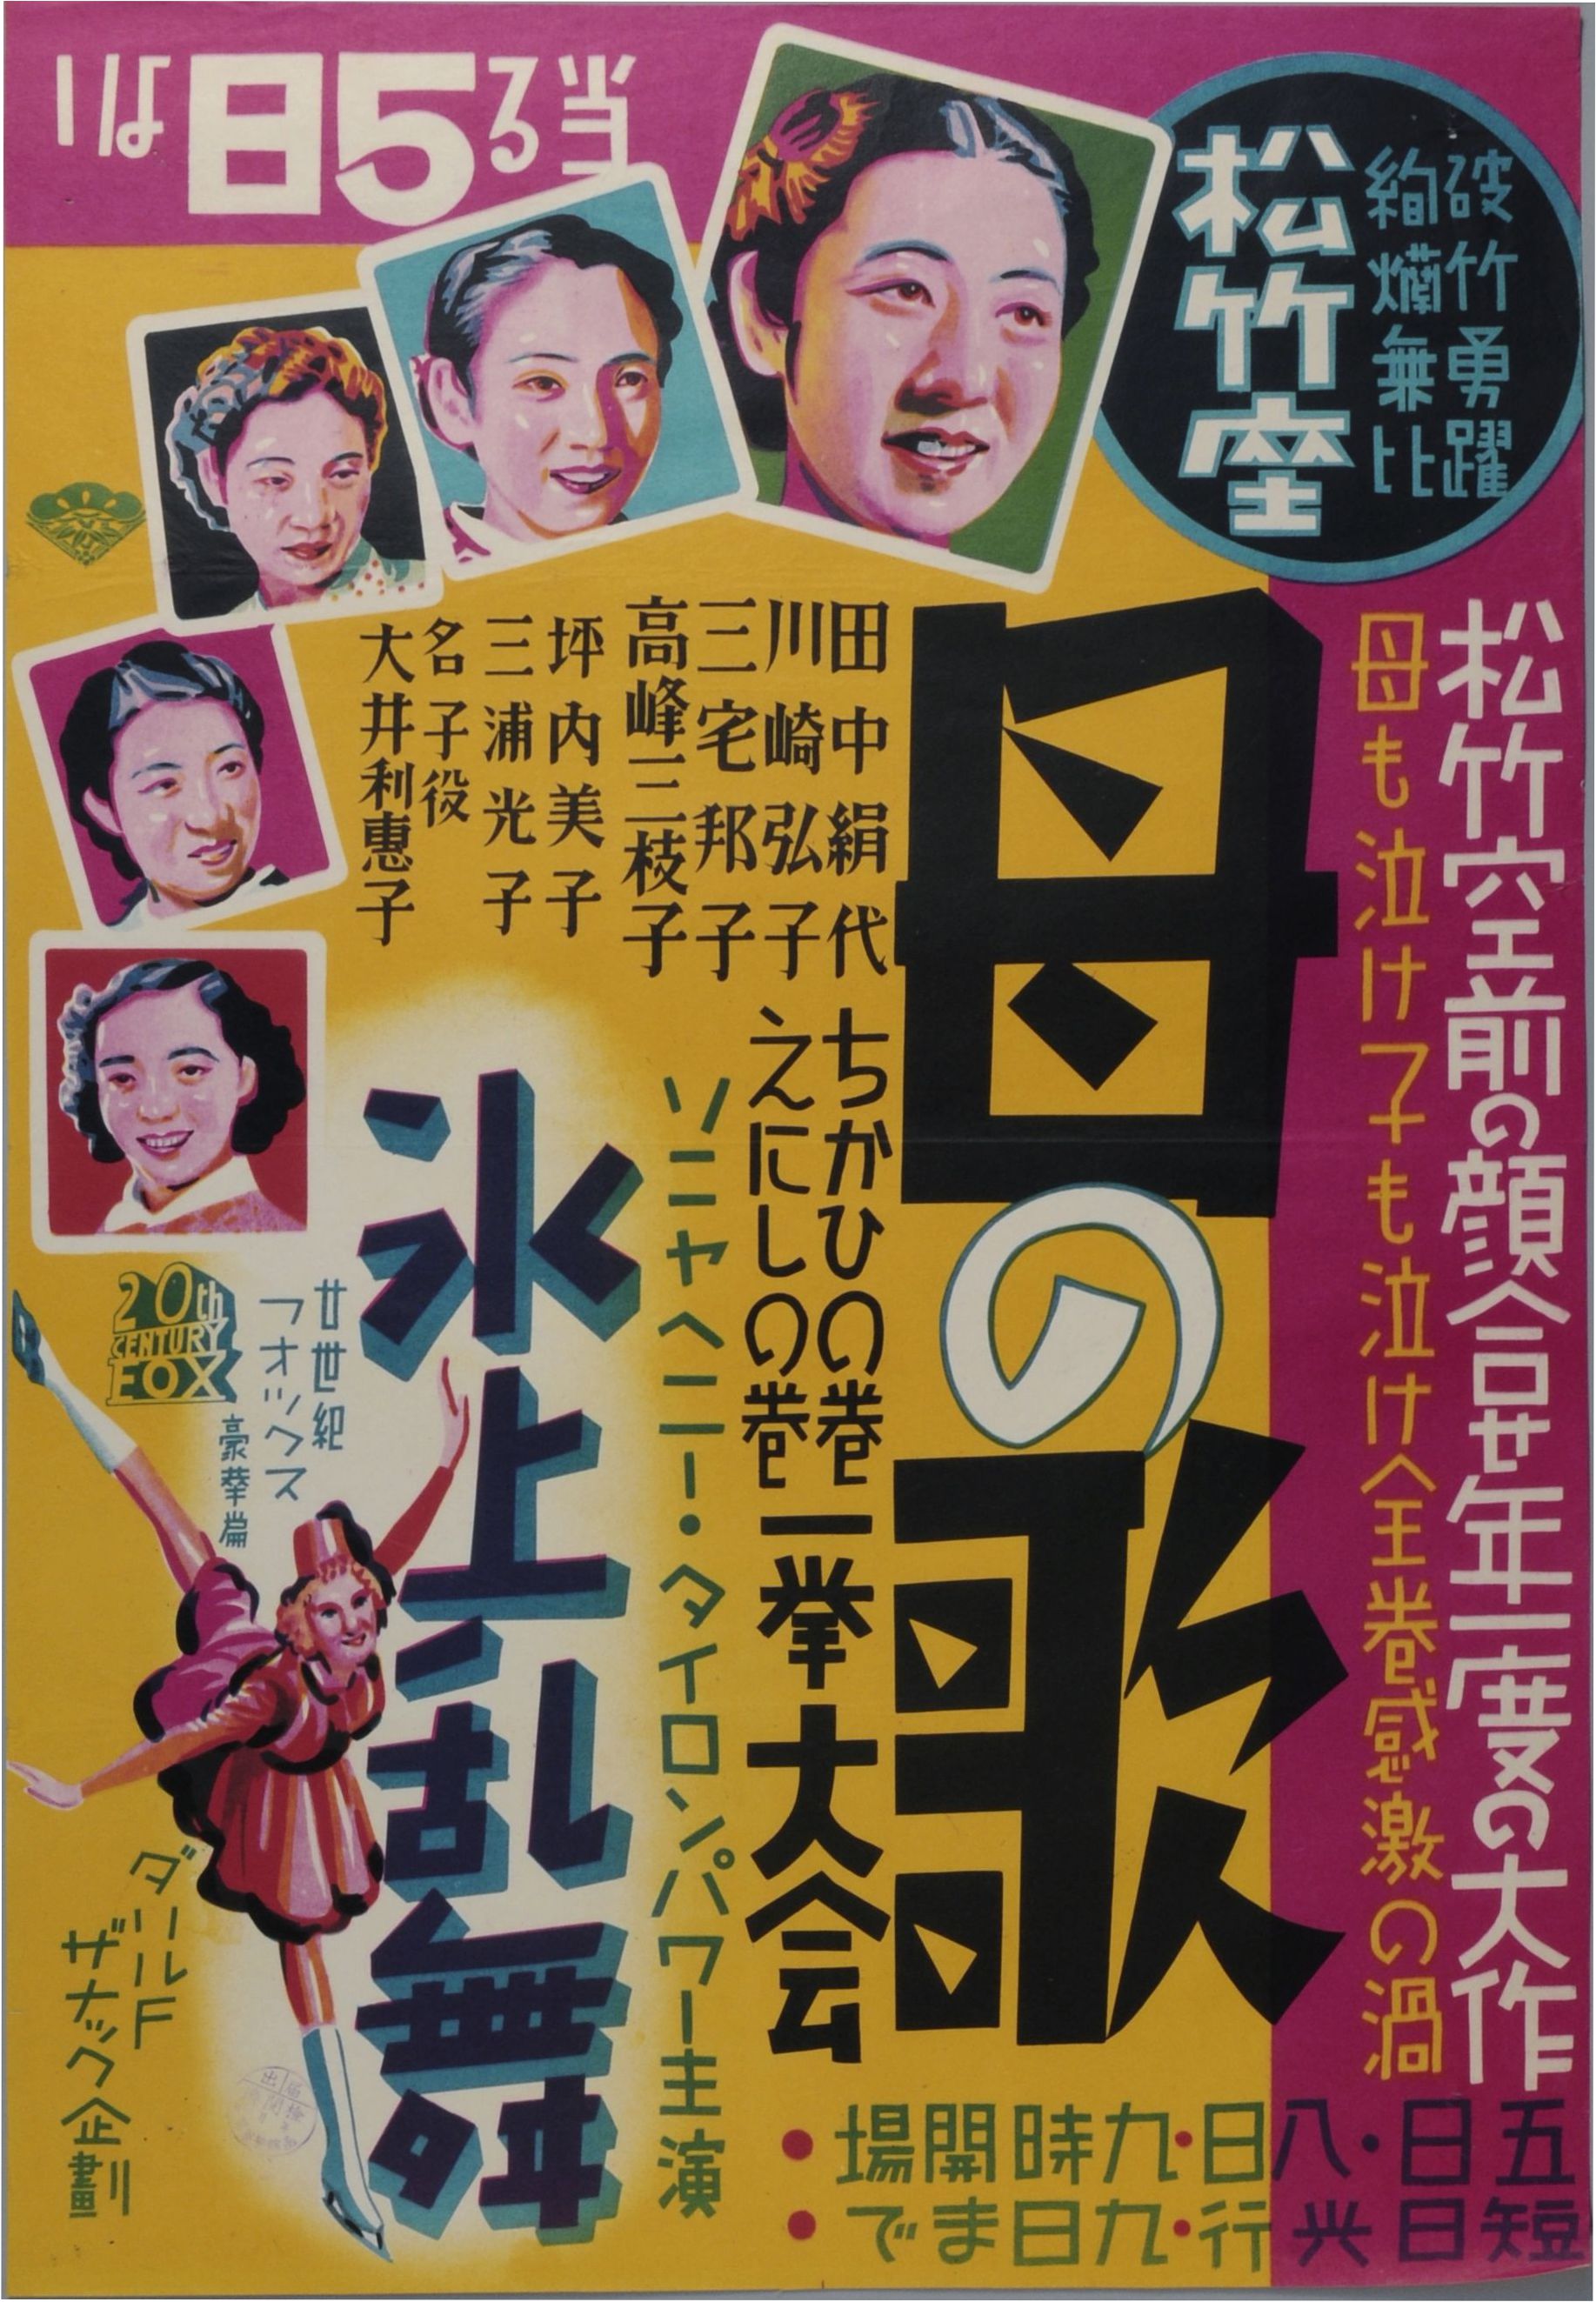 当る5日より
破竹勇躍
絢爛無比
松竹座
松竹空前の顔合せ年一度の大作
母も泣け子も泣け全巻感激の渦
母の歌
田中絹代
川崎弘子
三宅邦子
高峰三枝子
坪内美子
三浦光子
名子役
大井利惠子
ちかひの巻
えにしの巻
一挙大会
ソニヤヘニー・タイロンパワー主演
氷上乱舞
廿世紀
フオックス
豪華篇
20th
CENTURY
FOX
ダールF
ザナック企劃
五日・八日・九時開場
短日興行・九日まで